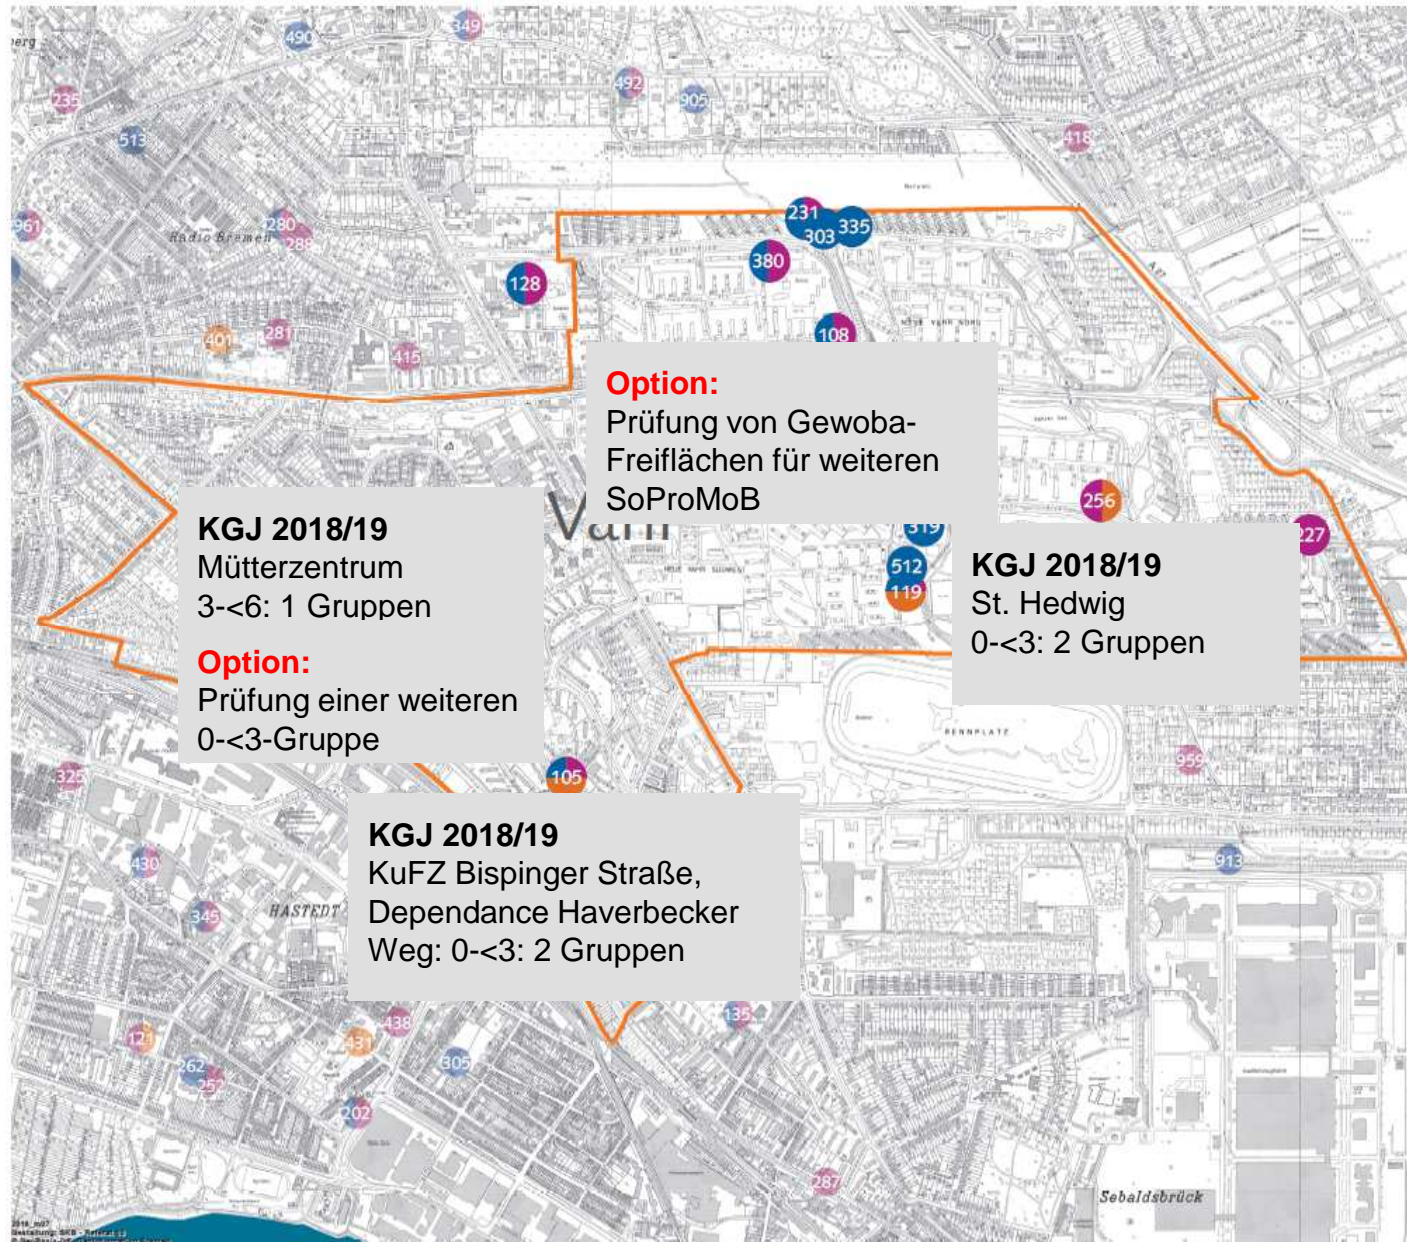 490
349
235
492
905
513
418
961
280
288
Radio Bremen
231
303
335
380
128
NEUE VAHR NORD
108
401
281
415
Option:
Prüfung von Gewoba-
Freiflächen für weiteren
SoProMoB
256
KGJ 2018/19
Mütterzentrum
3-<6: 1 Gruppen
Option:
Prüfung einer weiteren
0-<3-Gruppe
Vahr
319
227
512
119
KGJ 2018/19
St. Hedwig
0-<3: 2 Gruppen
RENNPLATZ
325
105
959
KGJ 2018/19
KuFZ Bispinger Straße,
Dependance Haverbecker
Weg: 0-<3: 2 Gruppen
430
913
345
HASTEDT
135
438
121
431
305
262
252
202
287
Sebaldsbrück